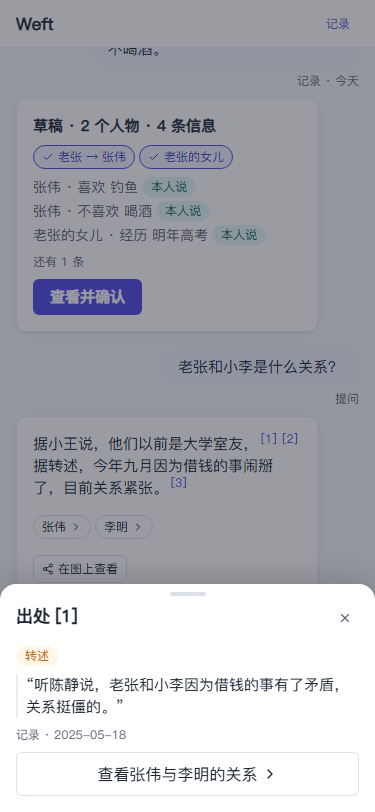 Weft
记录
不喝酒。
记录 · 今天
草稿 · 2 个人物 · 4 条信息
老张 → 张伟
老张的女儿
张伟 · 喜欢 钓鱼 本人说
张伟 · 不喜欢 喝酒 本人说
老张的女儿 · 经历 明年高考 本人说
还有 1 条
查看并确认
老张和小李是什么关系?
提问
据小王说，他们以前是大学室友，[1] [2]
据转述，今年九月因为借钱的事闹掰
了，目前关系紧张。[3]
张伟
李明
在图上查看
出处 [1]
转述
“听陈静说，老张和小李因为借钱的事有了矛盾，
关系挺僵的。”
记录 · 2025-05-18
查看张伟与李明的关系